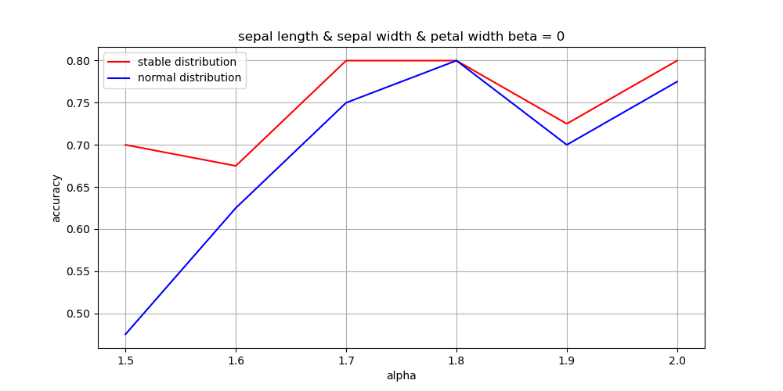 sepal length & sepal width & petal width beta = 0
stable distribution
normal distribution
0.80
0.75
0.70
0.65
0.60
0.55
0.50
accuracy
1.5 1.6 1.7 1.8 1.9 2.0
alpha